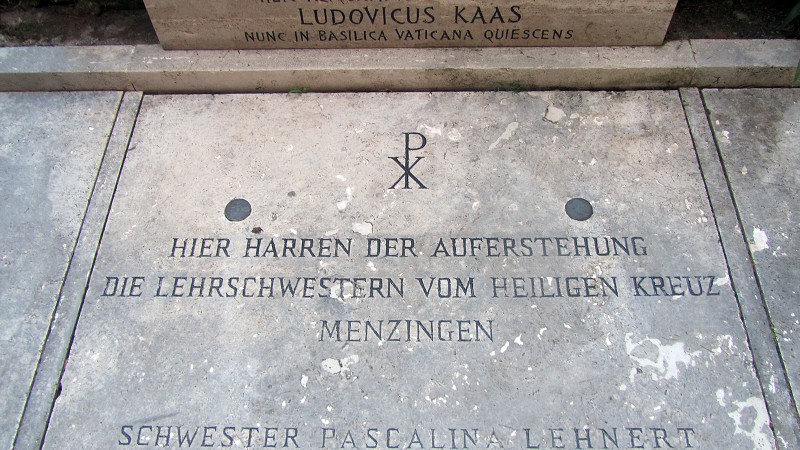 LUDOVICUS KAAS
NUNC IN BASILICA VATICANA QUIESCENS
HIER HARREN DER AUFERSTEHUNG
DIE LEHRSCHWESTERN VOM HEILIGEN KREUZ
MENZINGEN
SCHWESTER PASCALINA LEHNERT